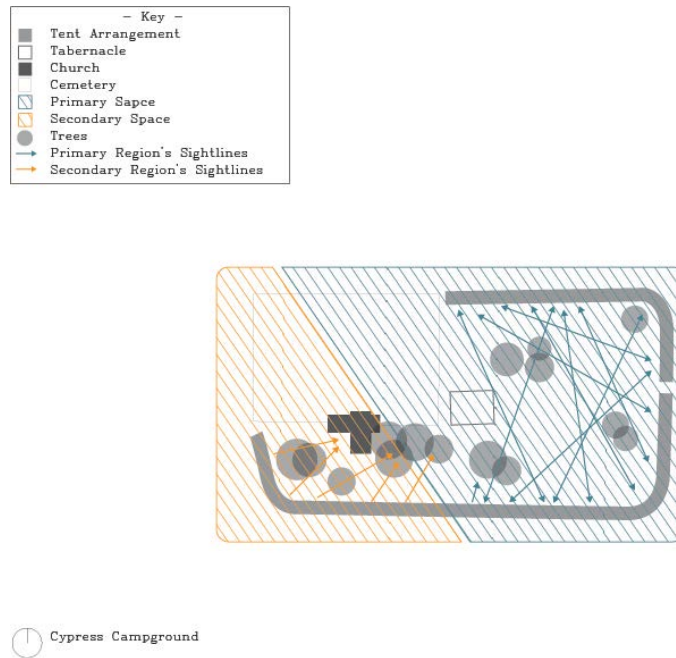 - Key -
Tent Arrangement
Tabernacle
Church
Cemetery
Primary Sapce
Secondary Space
Trees
Primary Region's Sightlines
Secondary Region's Sightlines
Cypress Campground